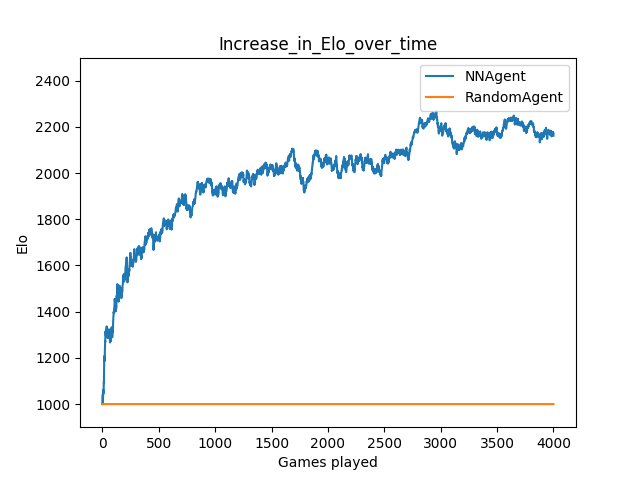 Increase_in_Elo_over_time
NNAgent
RandomAgent
2400
2200
2000
1800
1600
1400
1200
1000
Elo
0 500 1000 1500 2000 2500 3000 3500 4000
Games played